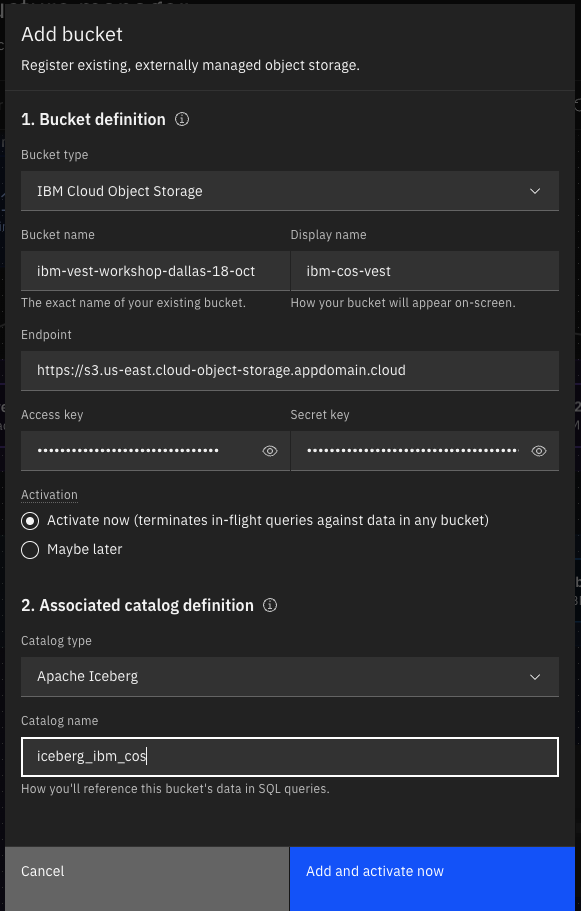 Add bucket
Register existing, externally managed object storage.
1. Bucket definition
Bucket type
IBM Cloud Object Storage
Bucket name
Display name
ibm-vest-workshop-dallas-18-oct
ibm-cos-vest
The exact name of your existing bucket.
How your bucket will appear on-screen.
Endpoint
https://s3.us-east.cloud-object-storage.appdomain.cloud
Access key
Secret key
Activation
Activate now (terminates in-flight queries against data in any bucket)
Maybe later
2. Associated catalog definition
Catalog type
Apache Iceberg
Catalog name
iceberg_ibm_cos
How you'll reference this bucket's data in SQL queries.
Cancel
Add and activate now